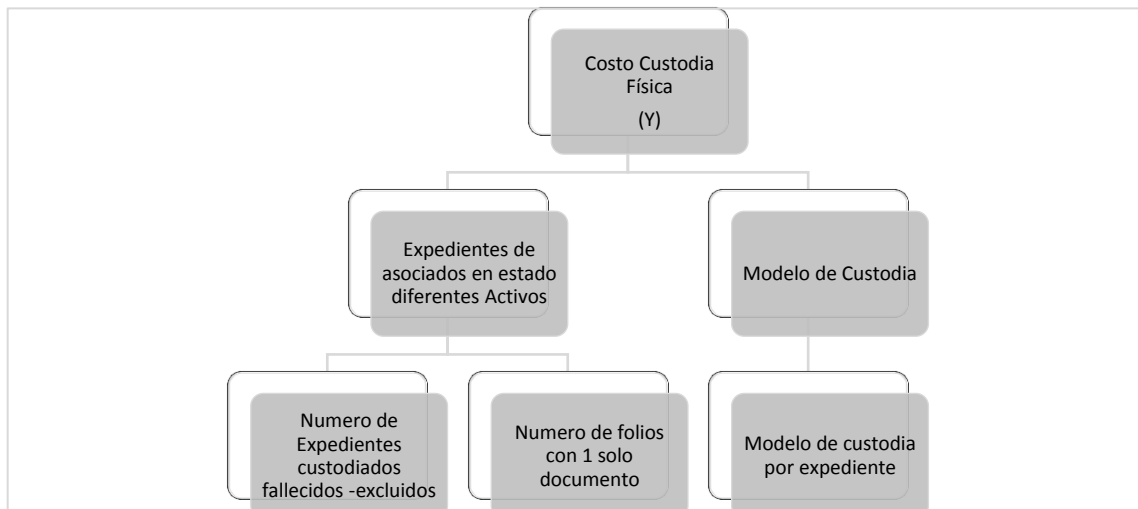 Costo Custodia
Física
(Y)
Expedientes de
asociados en estado
diferentes Activos
Modelo de Custodia
Numero de
Expedientes
custodiados
fallecidos -excluidos
Numero de folios
con 1 solo
documento
Modelo de custodia
por expediente